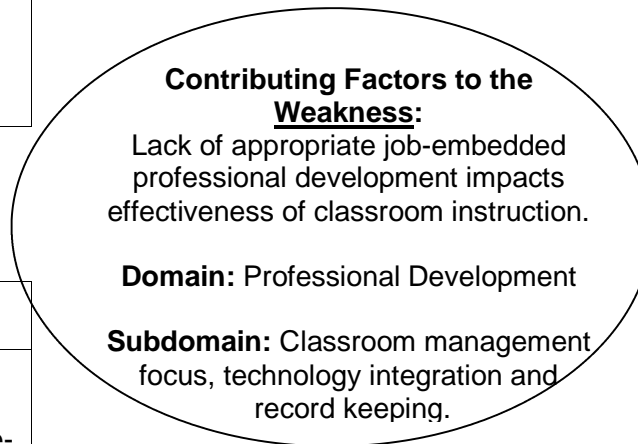 Contributing Factors to the
Weakness:
Lack of appropriate job-embedded
professional development impacts
effectiveness of classroom instruction.
Domain: Professional Development
Subdomain: Classroom management
focus, technology integration and
record keeping.